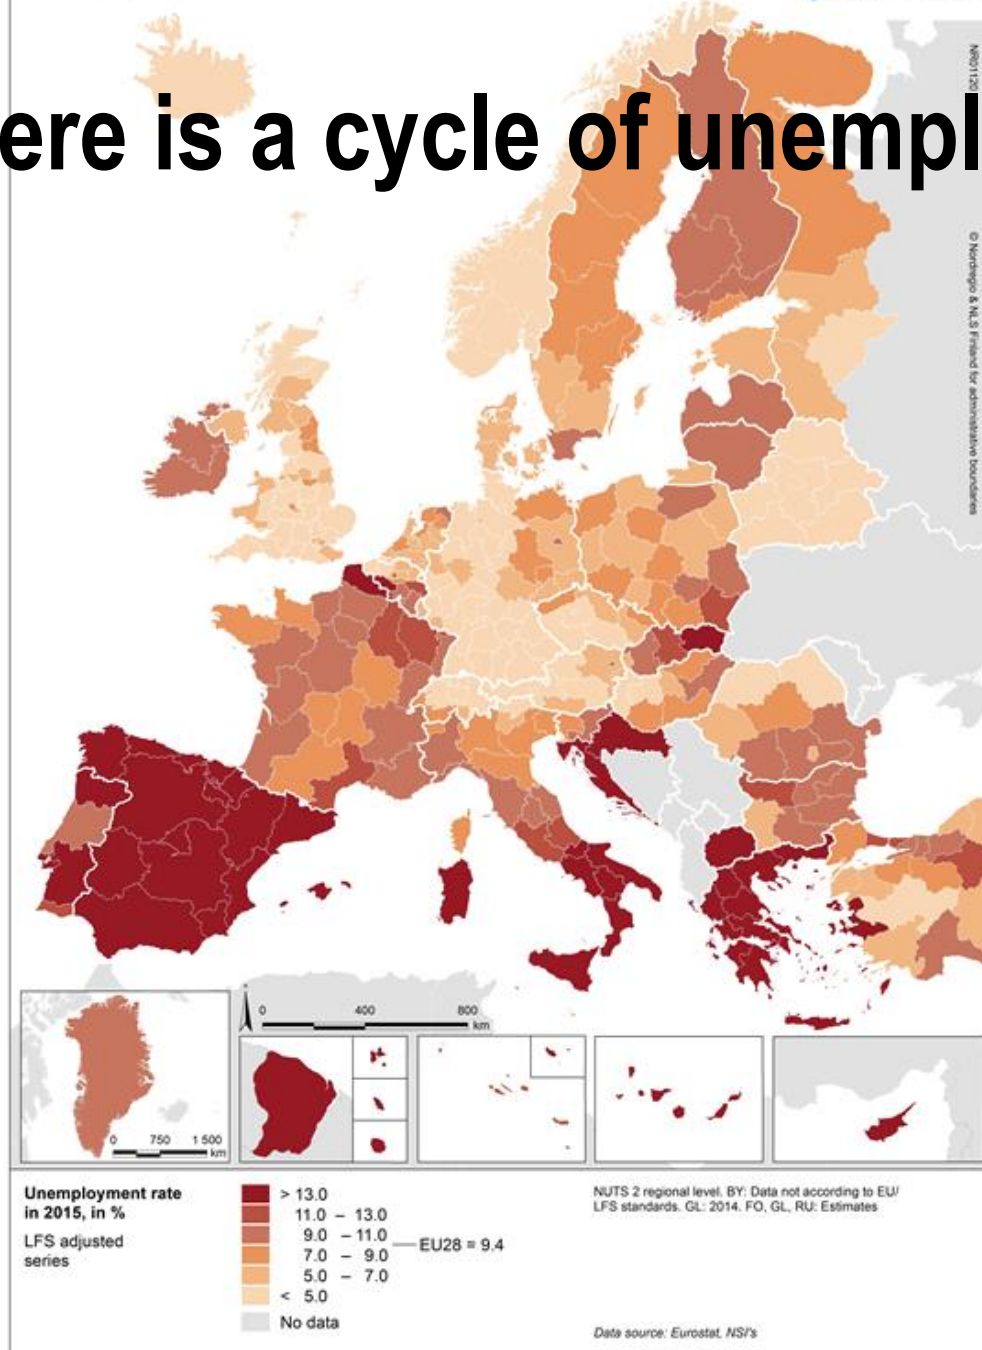 ere is a cycle of unempl
NR01120
© Nordregio & NLS Finland for administrative boundaries
0 400 800
km
0 750 1 500
km
Unemployment rate
in 2015, in %
LFS adjusted
series
> 13.0
11.0 – 13.0
9.0 – 11.0
EU28 = 9.4
7.0 – 9.0
5.0 – 7.0
< 5.0
No data
NUTS 2 regional level. BY: Data not according to EU/
LFS standards. GL: 2014. FO, GL, RU: Estimates
Data source: Eurostat, NSI's